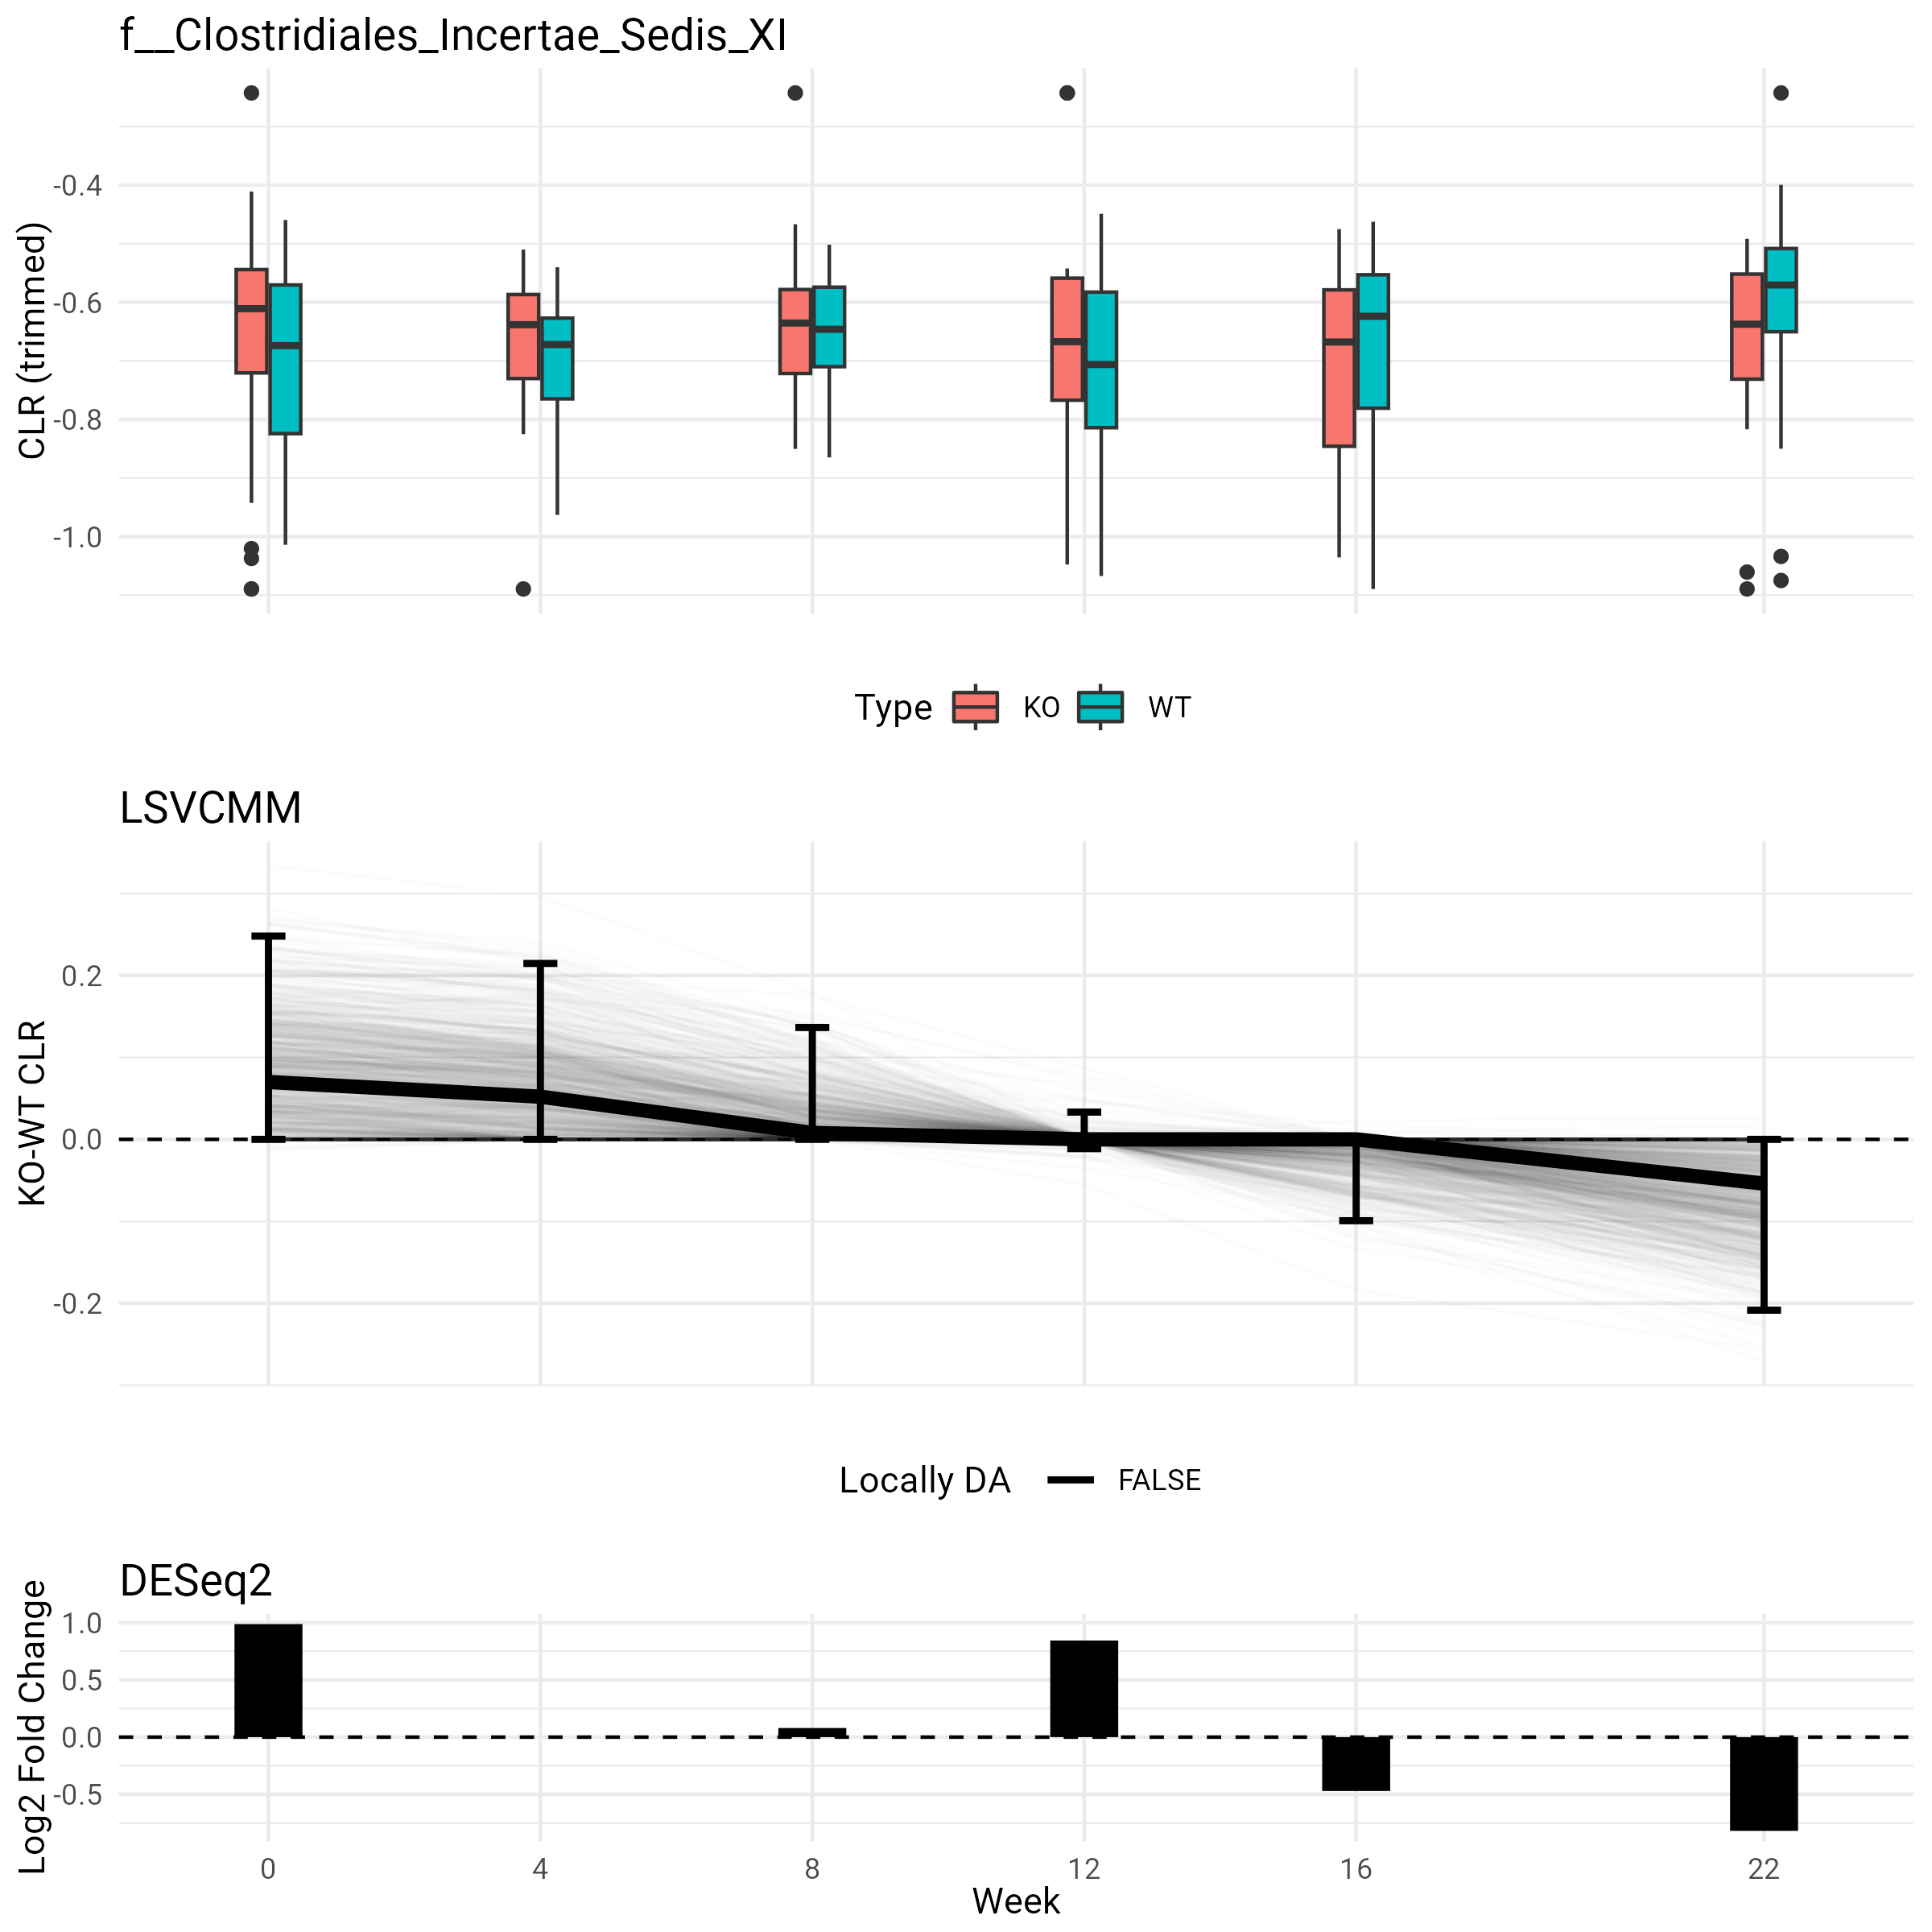 f__Clostridiales_Incertae_Sedis_XI
CLR (trimmed)
-0.4
-0.6
-0.8
-1.0
Type KO WT
LSVCMM
KO-WT CLR
0.2
0.0
-0.2
Locally DA FALSE
DESeq2
Log2 Fold Change
1.0
0.5
0.0
-0.5
0 4 8 12 16 22
Week